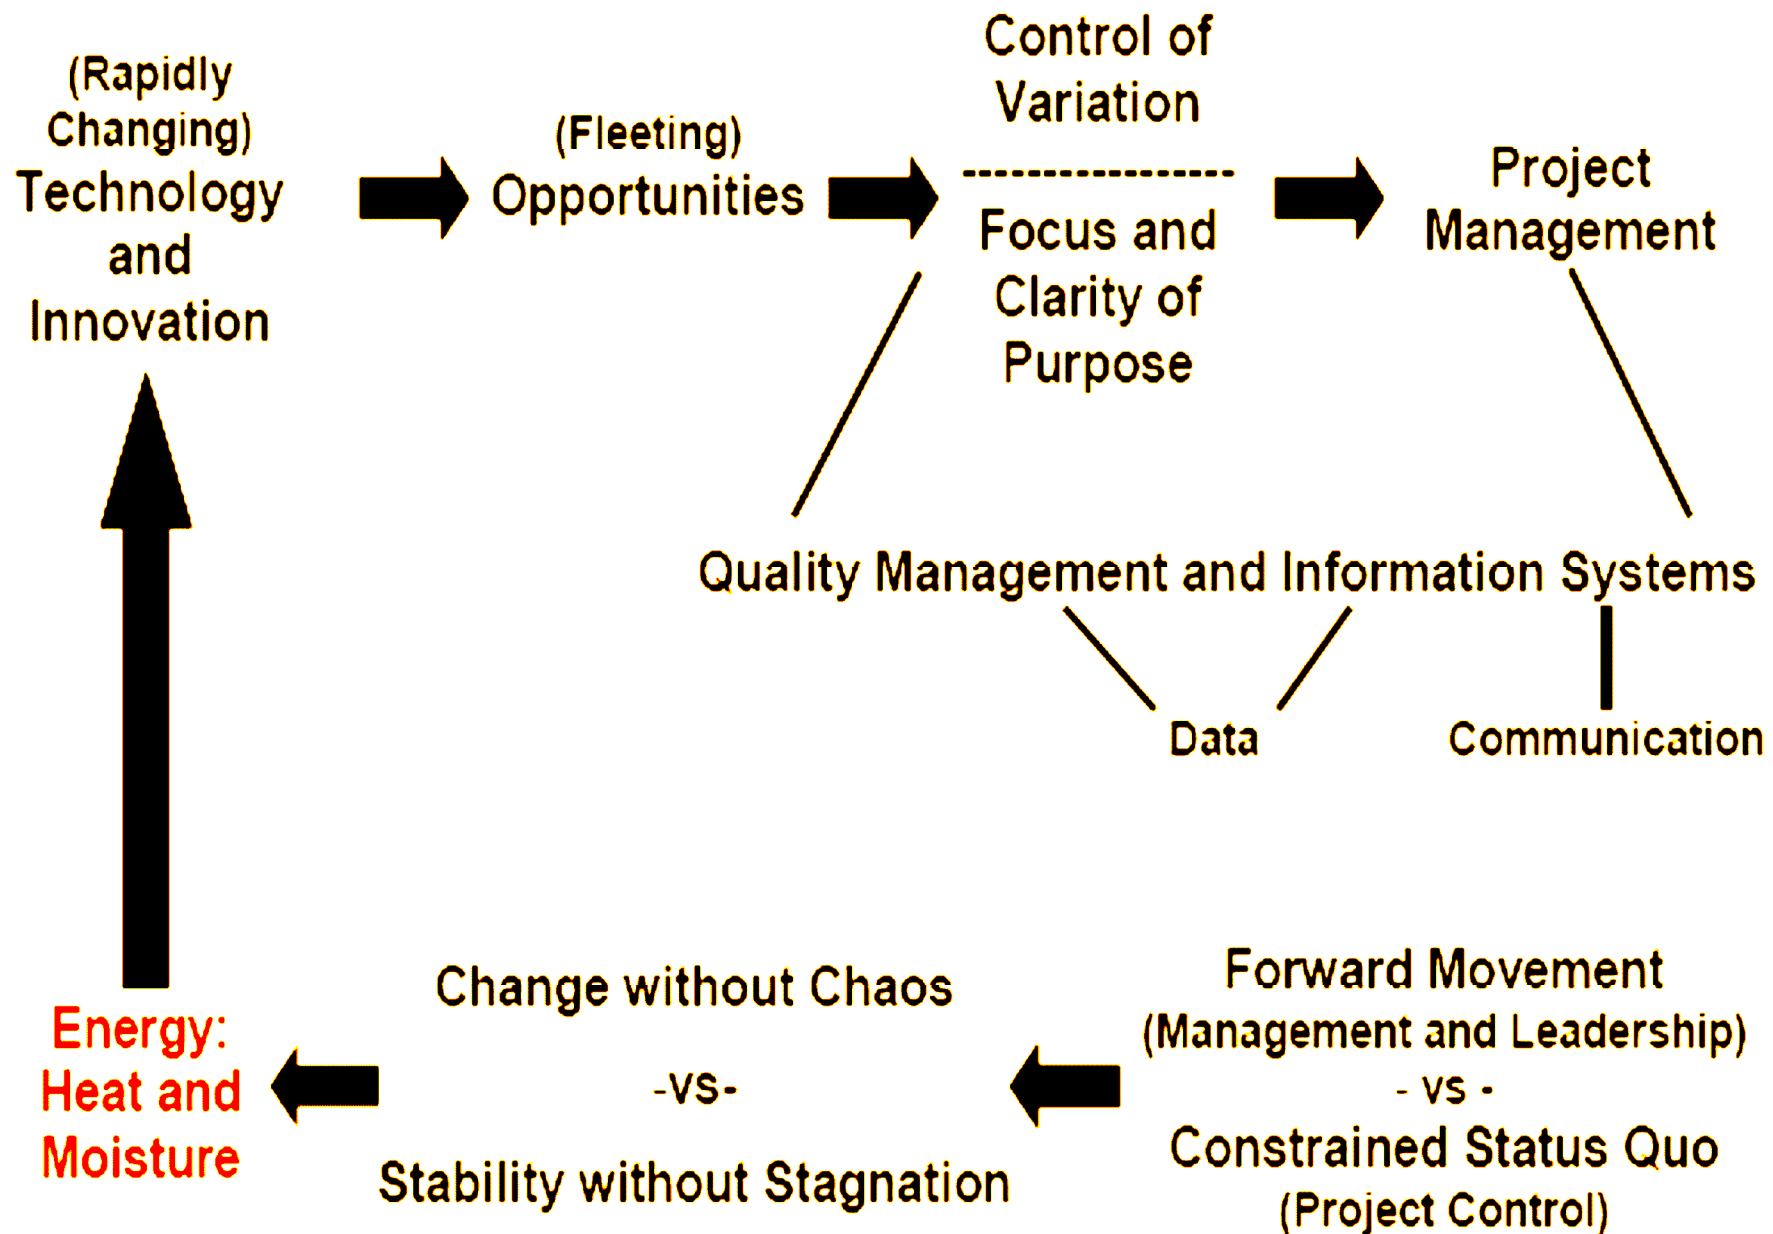 (Rapidly
Changing)
Technology
and
Innovation
(Fleeting)
Opportunities
Control of
Variation
-----------------
Focus and
Clarity of
Purpose
Project
Management
Quality Management and Information Systems
Data
Communication
Forward Movement
(Management and Leadership)
- vs -
Constrained Status Quo
(Project Control)
Change without Chaos
-vs-
Stability without Stagnation
Energy:
Heat and
Moisture